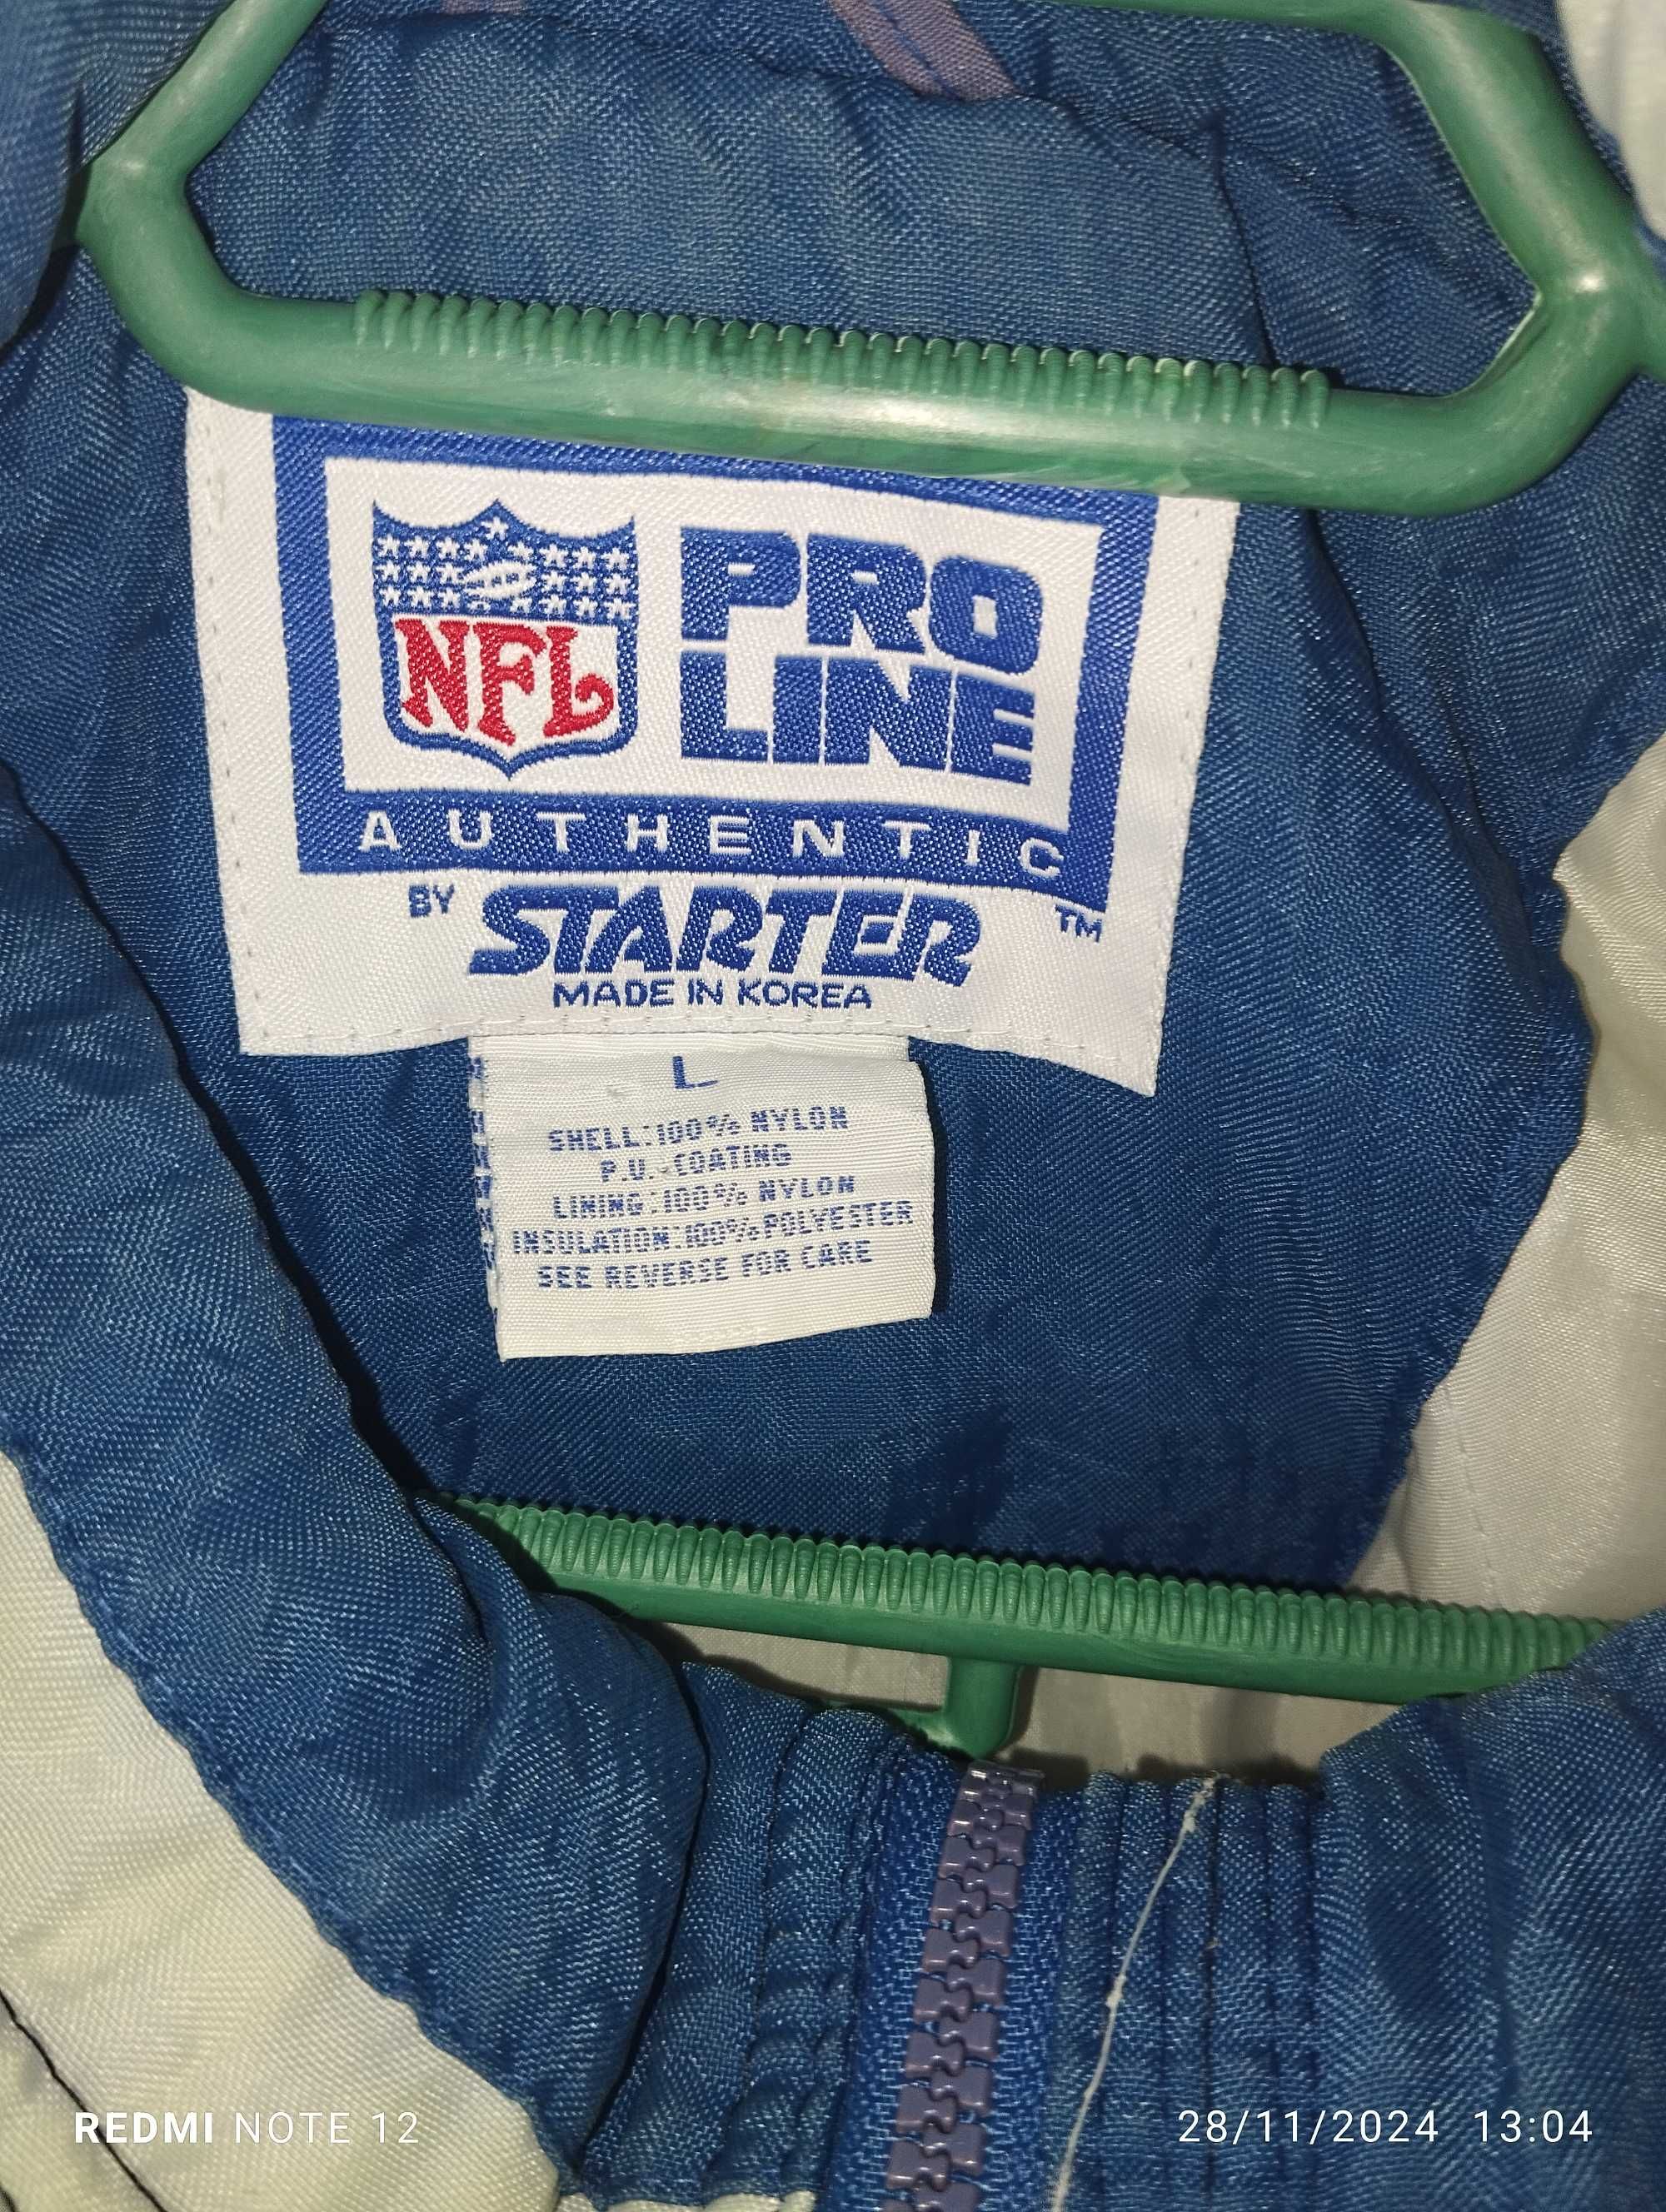 NFL
PRO
LINE
AUTHENTIC
BY STARTER TM
MADE IN KOREA
L
SHELL:100% NYLON
P.U.-COATING
LINING:100% NYLON
INSULATION:100% POLYESTER
SEE REVERSE FOR CARE
REDMI NOTE 12
28/11/2024 13:04